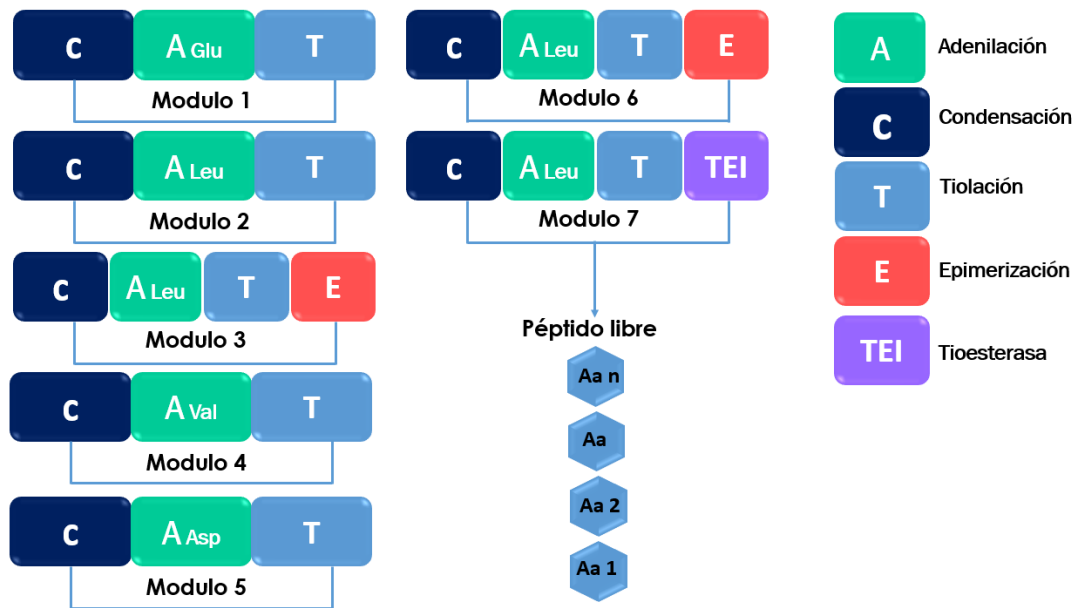 C A Glu T
Modulo 1
C A Leu T
Modulo 2
C A Leu T E
Modulo 3
C A Val T
Modulo 4
C A Asp T
Modulo 5
C A Leu T E
Modulo 6
C A Leu T TEI
Modulo 7
Péptido libre
Aa n
Aa
Aa 2
Aa 1
A Adenilación
C Condensación
T Tiolación
E Epimerización
TEI Tioesterasa